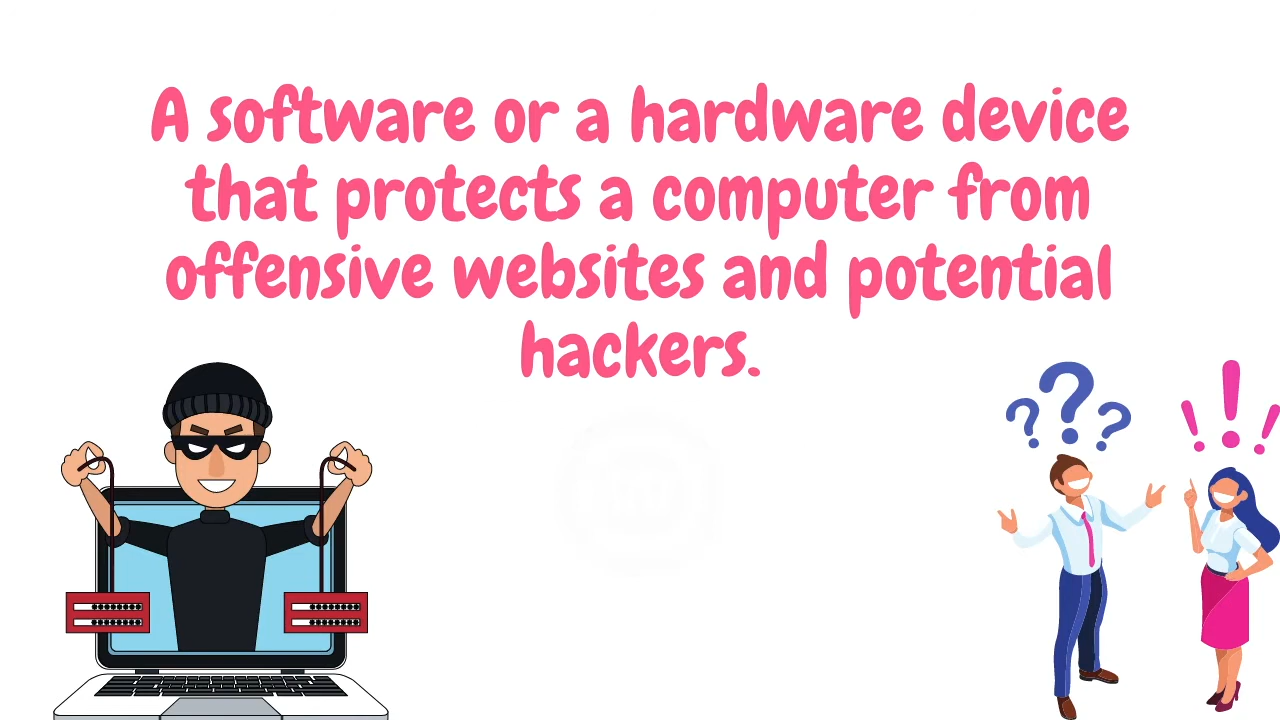 A software or a hardware device
that protects a computer from
offensive websites and potential
hackers.
???
!!!